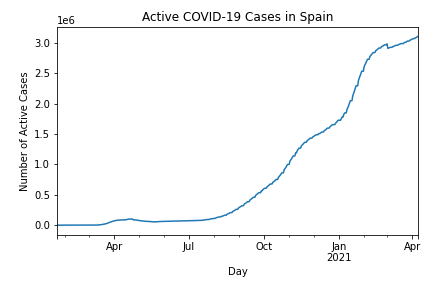 Active COVID-19 Cases in Spain
1e6
3.0
2.5
2.0
1.5
1.0
0.5
0.0
Number of Active Cases
Apr
Jul
Oct
Jan
2021
Apr
Day